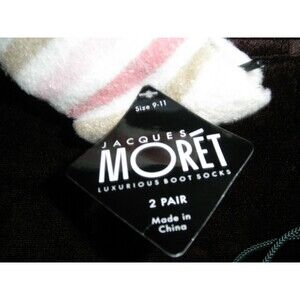 Size 9-11
JACQUES
MORÉT
LUXURIOUS BOOT SOCKS
2 PAIR
Made in
China